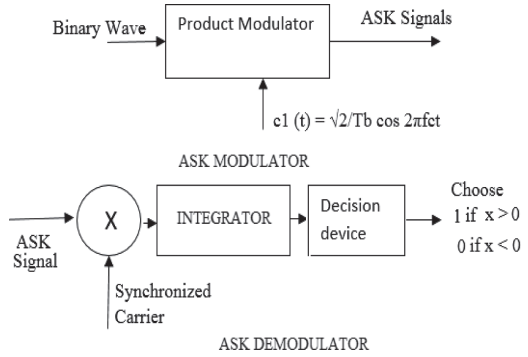 Binary Wave
Product Modulator
ASK Signals
c1 (t) = √2/Tb cos 2πfct
ASK MODULATOR
ASK
Signal
X
INTEGRATOR
Decision
device
Choose
1 if x > 0
0 if x < 0
Synchronized
Carrier
ASK DEMODULATOR